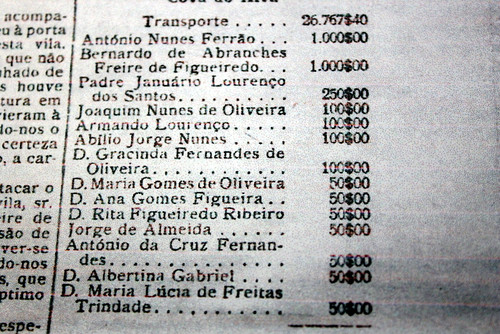 acompa-
u à porta
esta vila.
que não
nhado de
s houve
tura em
vieram à
do-nos o
certeza
o, a car-
tacar o
vila, sr.
eire de
são de
ver-se
do-nos
s, que
ptimo
espe-
Transporte ..... 26.767$40
António Nunes Ferrão... 1.000$00
Bernardo de Abranches
Freire de Figueiredo... 1.000$00
Padre Januário Lourenço
dos Santos.......... 250$00
Joaquim Nunes de Oliveira 100$00
Armando Lourenço...... 100$00
Abílio Jorge Nunes ..... 100$00
D. Gracinda Fernandes de
Oliveira............ 100$00
D. Maria Gomes de Oliveira 50$00
D. Ana Gomes Figueira.. 50$00
D. Rita Figueiredo Ribeiro 50$00
Jorge de Almeida....... 50$00
António da Cruz Fernan-
des................ 50$00
D. Albertina Gabriel .... 50$00
D. Maria Lúcia de Freitas
Trindade........... 50$00